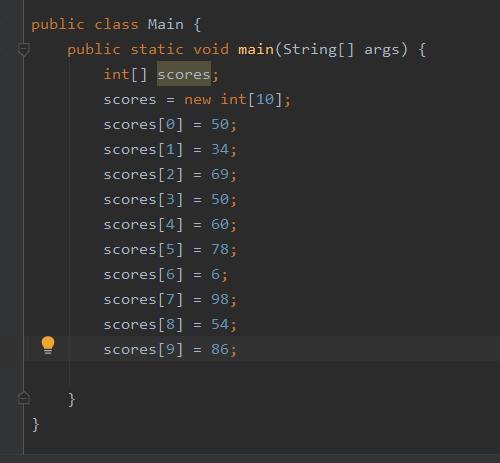 public class Main {
    public static void main(String[] args) {
        int[] scores;
        scores = new int[10];
        scores[0] = 50;
        scores[1] = 34;
        scores[2] = 69;
        scores[3] = 50;
        scores[4] = 60;
        scores[5] = 78;
        scores[6] = 6;
        scores[7] = 98;
        scores[8] = 54;
        scores[9] = 86;
    }
}